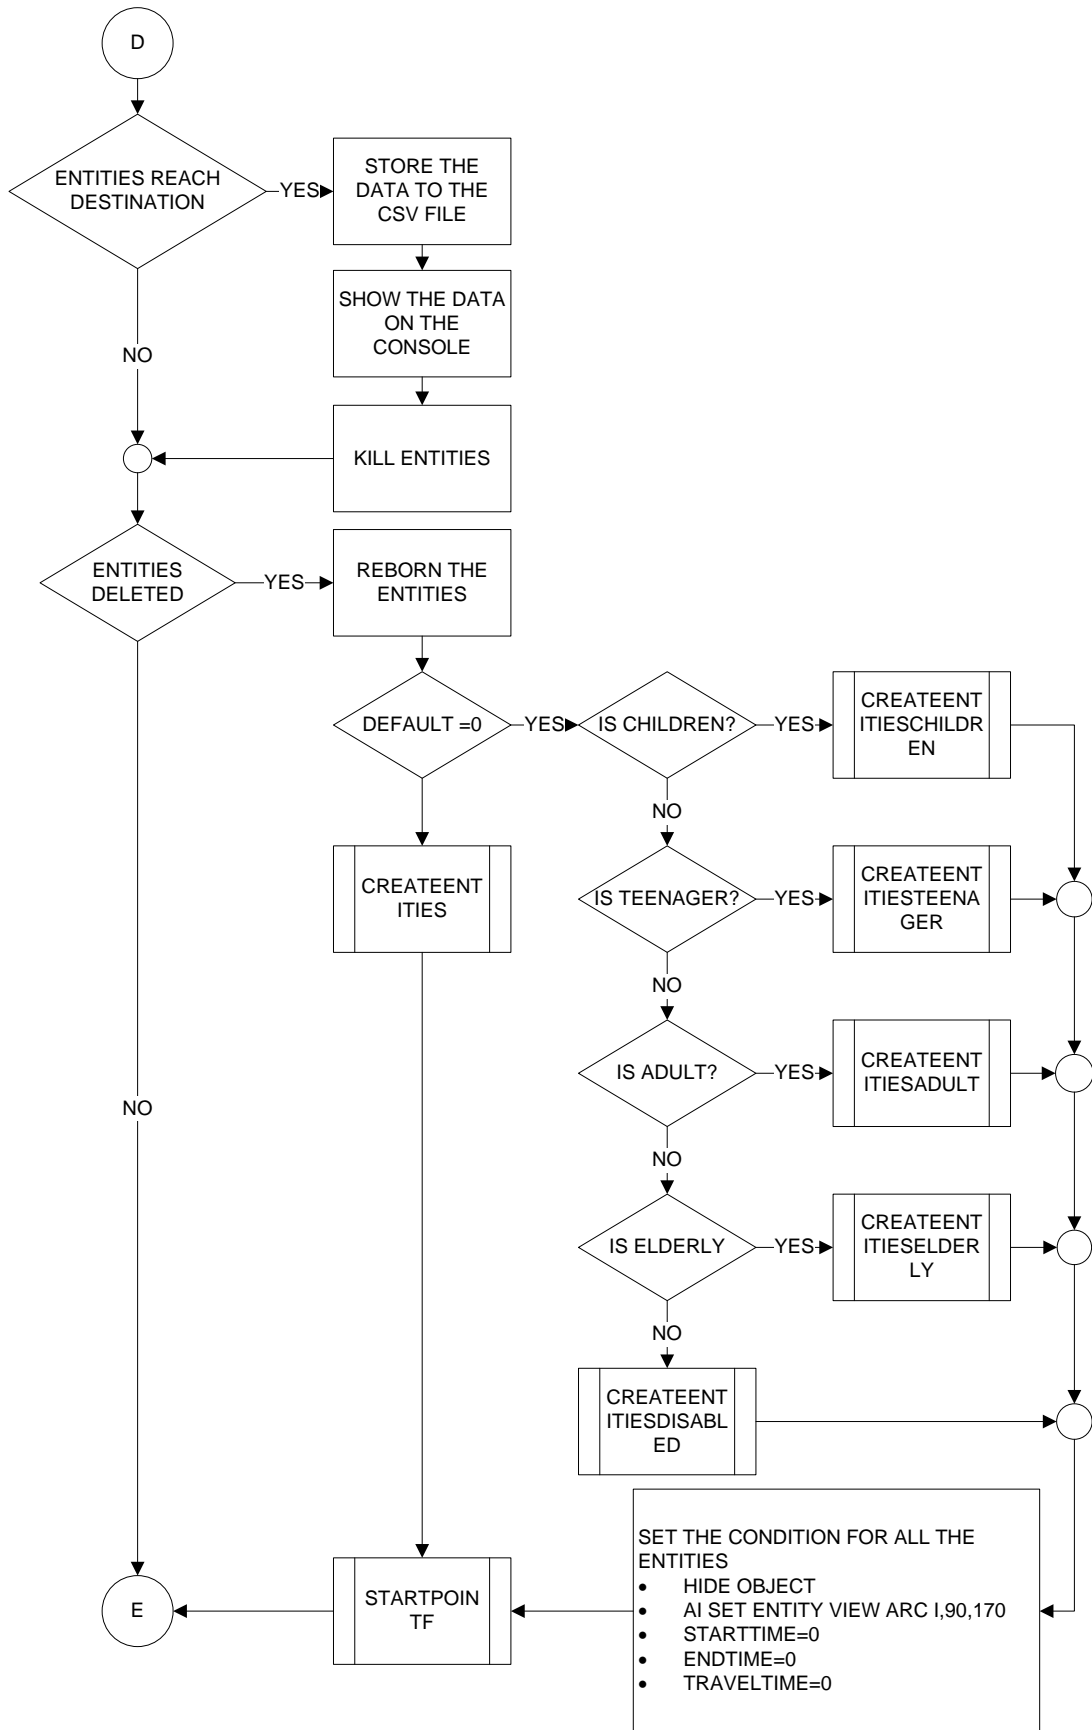 D
ENTITIES REACH
DESTINATION
YES
STORE THE
DATA TO THE
CSV FILE
SHOW THE DATA
ON THE
CONSOLE
NO
KILL ENTITIES
ENTITIES
DELETED
YES
REBORN THE
ENTITIES
DEFAULT =0
YES
IS CHILDREN?
YES
CREATEENT
ITIESCHILDR
EN
NO
CREATEENT
ITIES
IS TEENAGER?
YES
CREATEENT
ITIESTEENA
GER
NO
IS ADULT?
YES
CREATEENT
ITIESADULT
NO
NO
IS ELDERLY
YES
CREATEENT
ITIESELDER
LY
NO
CREATEENT
ITIESDISABL
ED
SET THE CONDITION FOR ALL THE
ENTITIES
• HIDE OBJECT
• AI SET ENTITY VIEW ARC I,90,170
• STARTTIME=0
• ENDTIME=0
• TRAVELTIME=0
STARTPOIN
TF
E